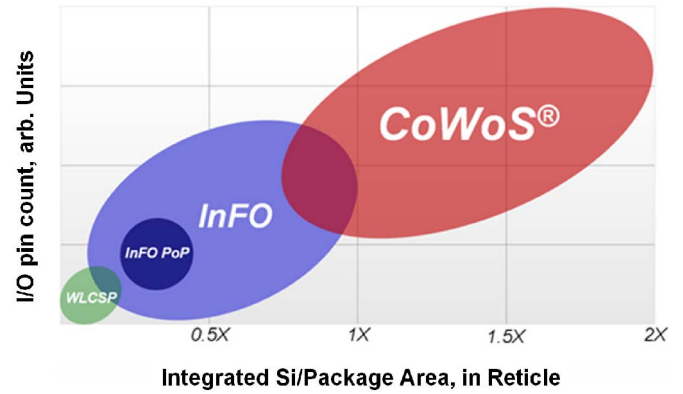 I/O pin count, arb. Units
CoWoS®
InFO
InFO PoP
WLCSP
0.5X
1X
1.5X
2X
Integrated Si/Package Area, in Reticle